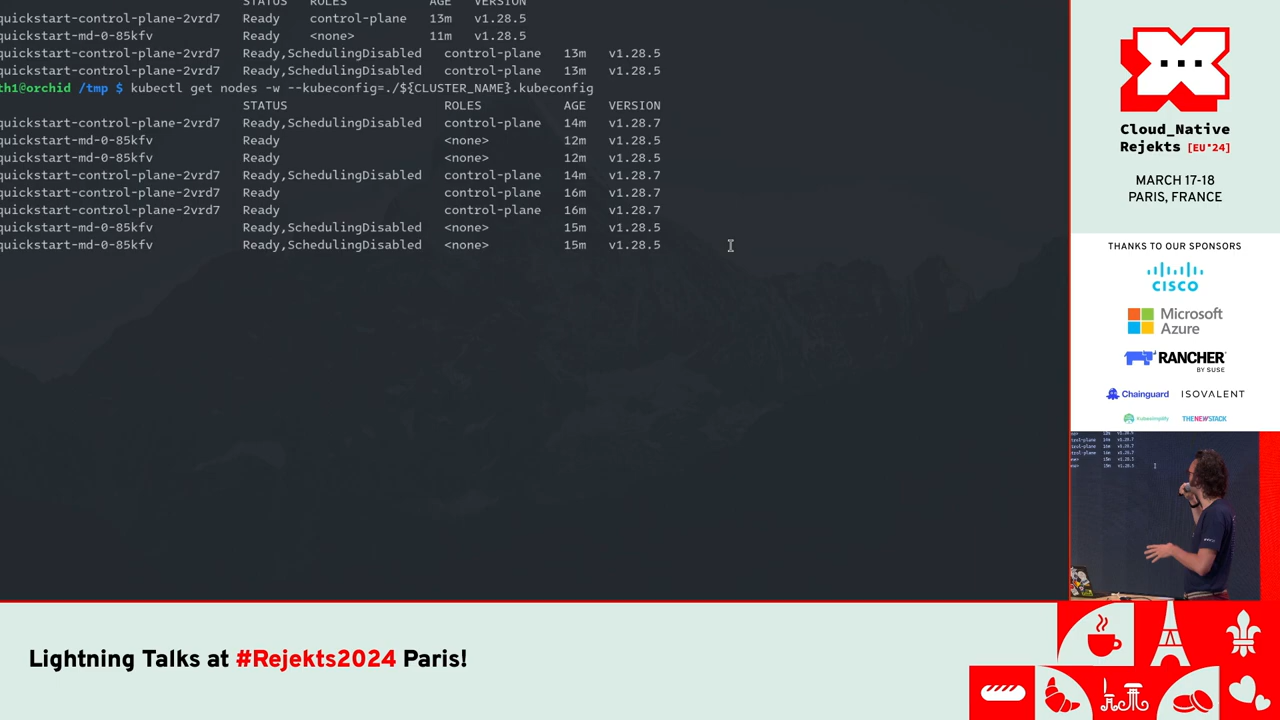 STATUS ROLES AGE VERSION
quickstart-control-plane-2vrd7 Ready control-plane 13m v1.28.5
quickstart-md-0-85kfv Ready <none> 11m v1.28.5
quickstart-control-plane-2vrd7 Ready,SchedulingDisabled control-plane 13m v1.28.5
quickstart-control-plane-2vrd7 Ready,SchedulingDisabled control-plane 13m v1.28.5
th1@orchid /tmp $ kubectl get nodes -w --kubeconfig=./${CLUSTER_NAME}.kubeconfig
STATUS ROLES AGE VERSION
quickstart-control-plane-2vrd7 Ready,SchedulingDisabled control-plane 14m v1.28.7
quickstart-md-0-85kfv Ready <none> 12m v1.28.5
quickstart-md-0-85kfv Ready <none> 12m v1.28.5
quickstart-control-plane-2vrd7 Ready,SchedulingDisabled control-plane 14m v1.28.7
quickstart-control-plane-2vrd7 Ready control-plane 16m v1.28.7
quickstart-control-plane-2vrd7 Ready control-plane 16m v1.28.7
quickstart-md-0-85kfv Ready,SchedulingDisabled <none> 15m v1.28.5
quickstart-md-0-85kfv Ready,SchedulingDisabled <none> 15m v1.28.5
Cloud_Native
Rejekts [EU'24]
MARCH 17-18
PARIS, FRANCE
THANKS TO OUR SPONSORS
CISCO
Microsoft
Azure
RANCHER
BY SUSE
Chainguard ISOVALENT
Kubesimplify THENEWSTACK
Lightning Talks at #Rejekts2024 Paris!